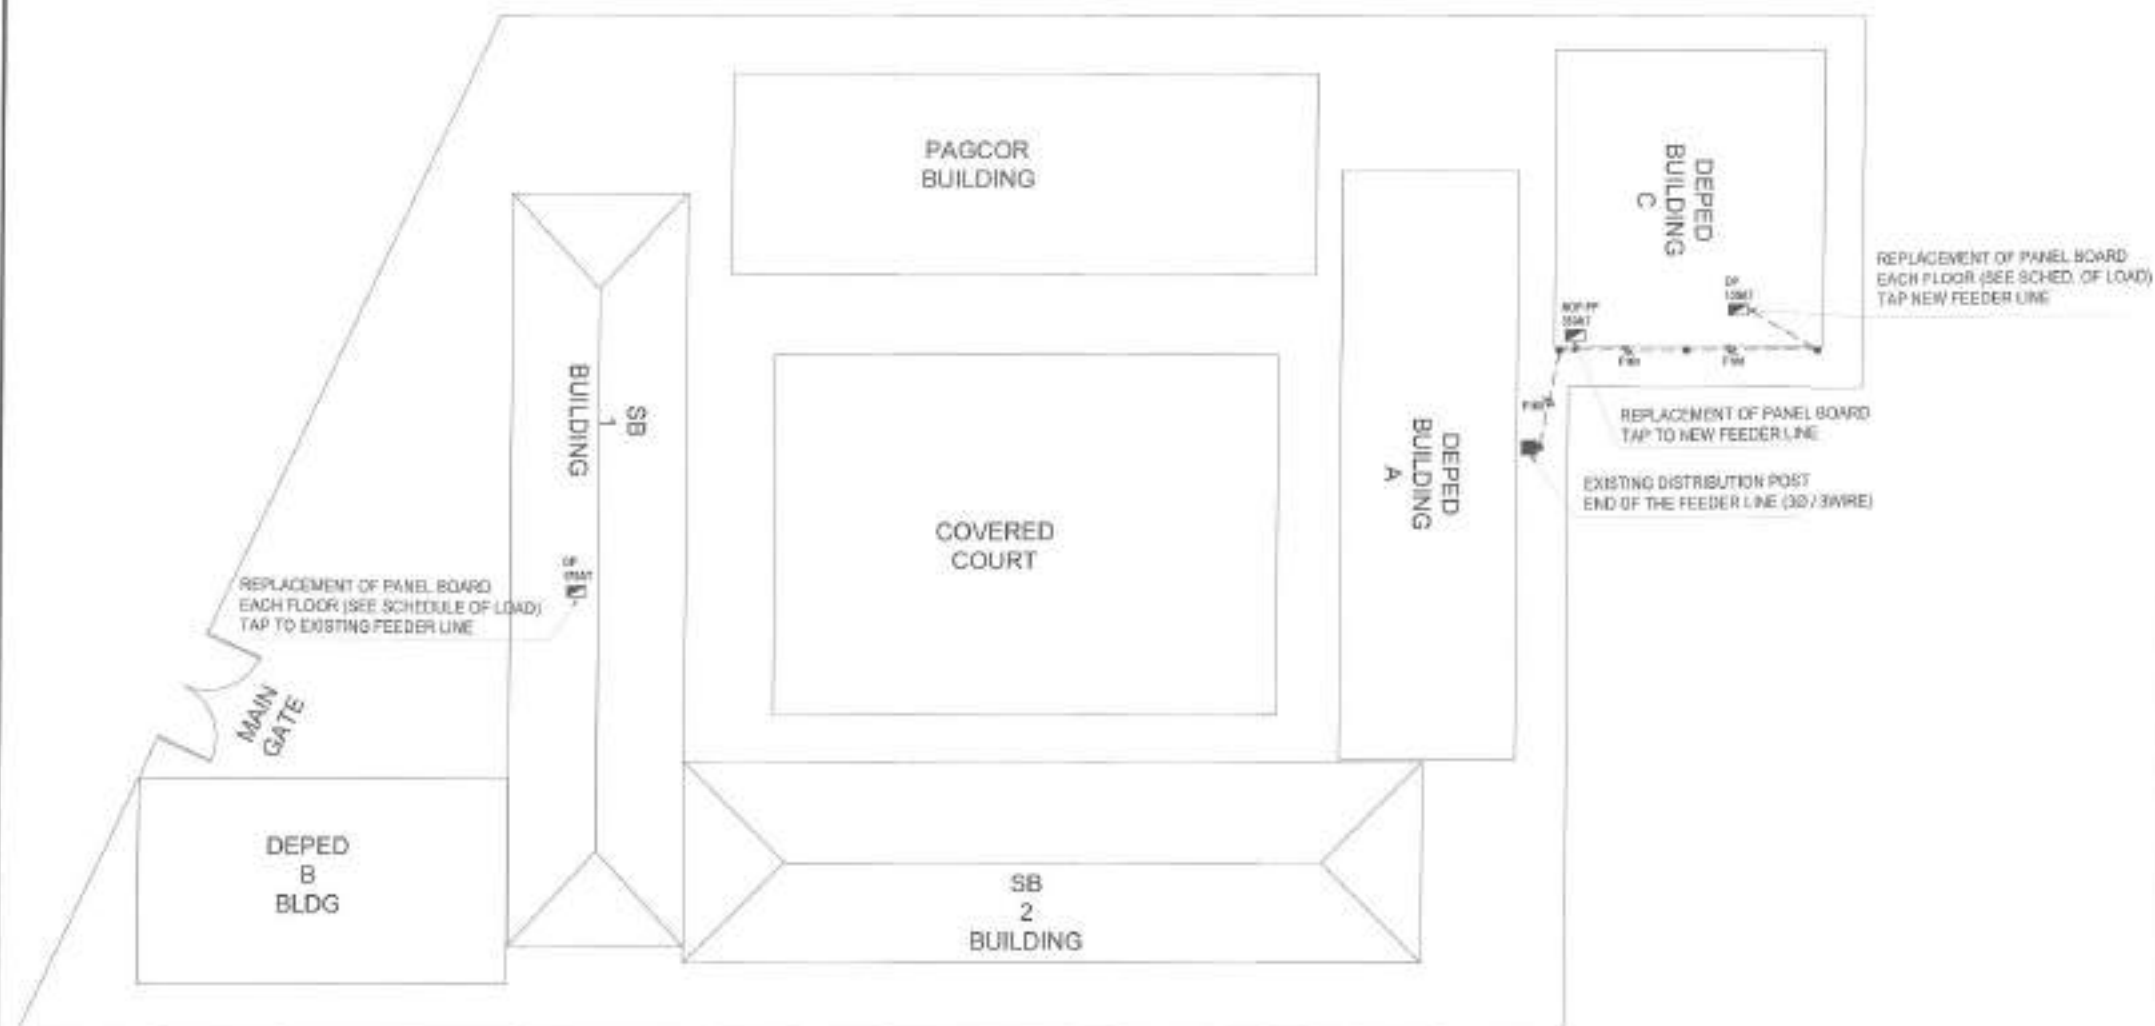 PAGCOR
BUILDING
DEPED
BUILDING
C
REPLACEMENT OF PANEL BOARD
EACH FLOOR (SEE SCHED. OF LOAD)
TAP NEW FEEDER LINE
DP
REPLACEMENT OF PANEL BOARD
TAP TO NEW FEEDER LINE
EXISTING DISTRIBUTION POST
END OF THE FEEDER LINE (3Ø / 3WIRE)
SB
1
BUILDING
DEPED
BUILDING
A
COVERED
COURT
DP
REPLACEMENT OF PANEL BOARD
EACH FLOOR (SEE SCHEDULE OF LOAD)
TAP TO EXISTING FEEDER LINE
MAIN
GATE
DEPED
B
BLDG
SB
2
BUILDING